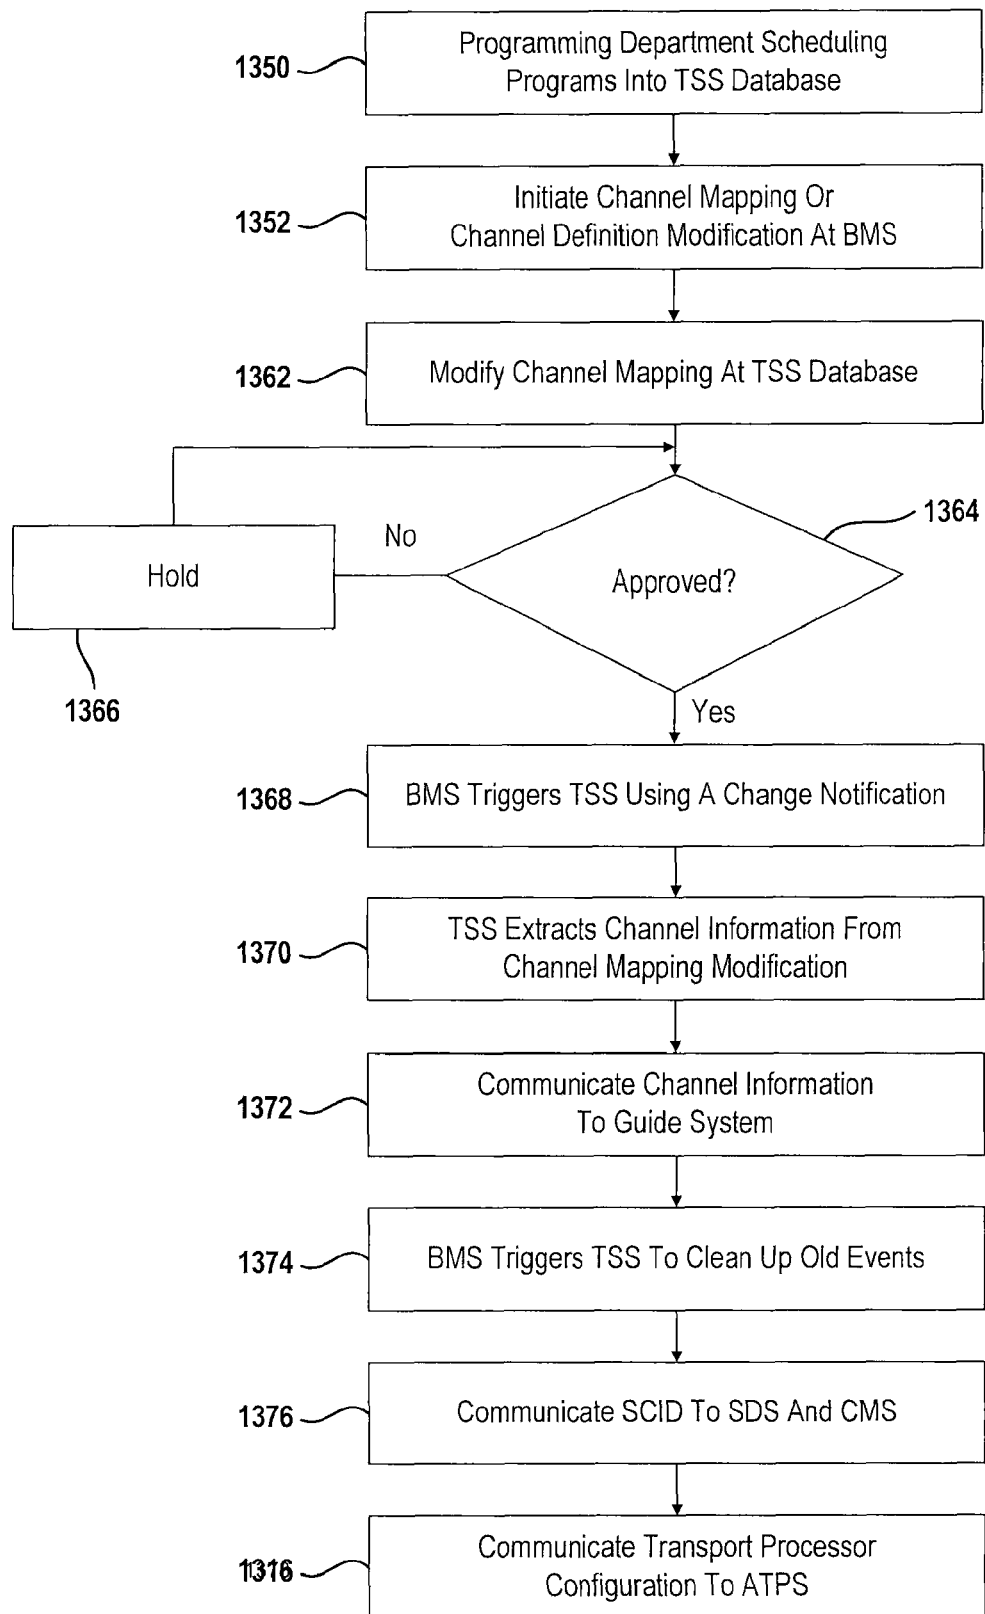 Programming Department Scheduling
Programs Into TSS Database
1350
Initiate Channel Mapping Or
Channel Definition Modification At BMS
1352
Modify Channel Mapping At TSS Database
1362
1364
No
Hold
Approved?
1366
Yes
BMS Triggers TSS Using A Change Notification
1368
TSS Extracts Channel Information From
Channel Mapping Modification
1370
Communicate Channel Information
To Guide System
1372
BMS Triggers TSS To Clean Up Old Events
1374
Communicate SCID To SDS And CMS
1376
Communicate Transport Processor
Configuration To ATPS